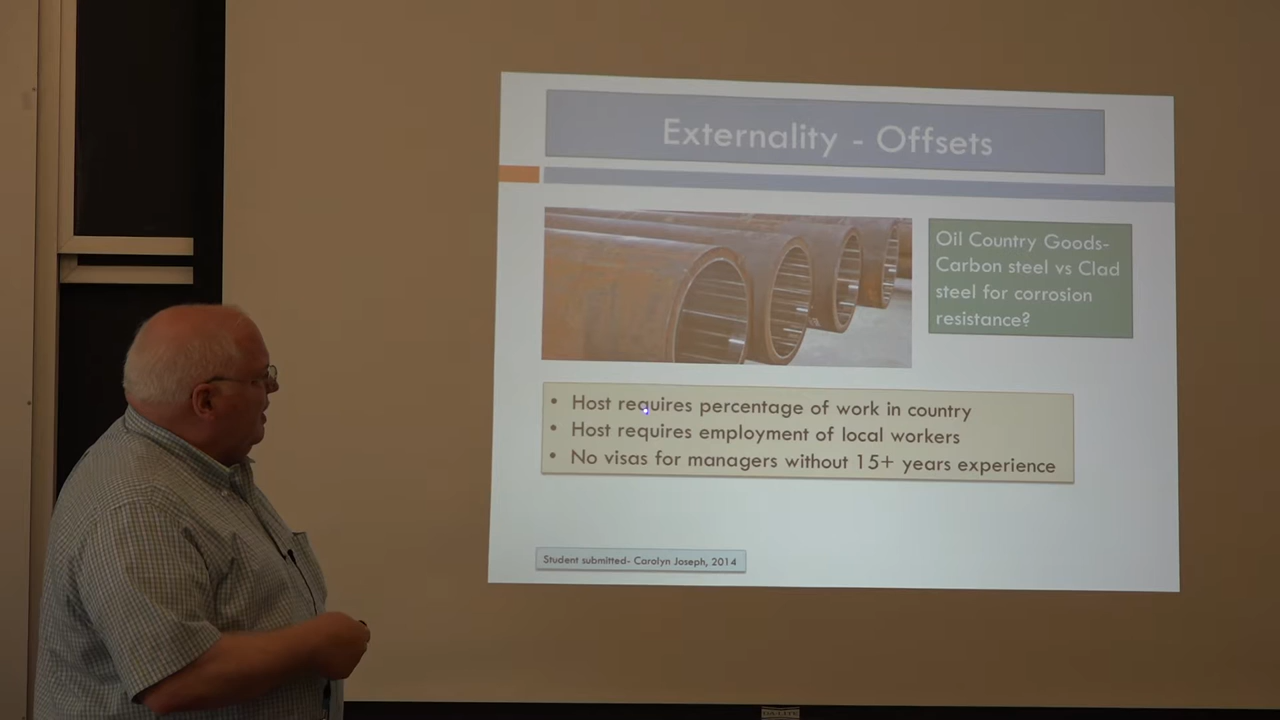 Externality - Offsets
Oil Country Goods-
Carbon steel vs Clad
steel for corrosion
resistance?
• Host requires percentage of work in country
• Host requires employment of local workers
• No visas for managers without 15+ years experience
Student submitted- Carolyn Joseph, 2014